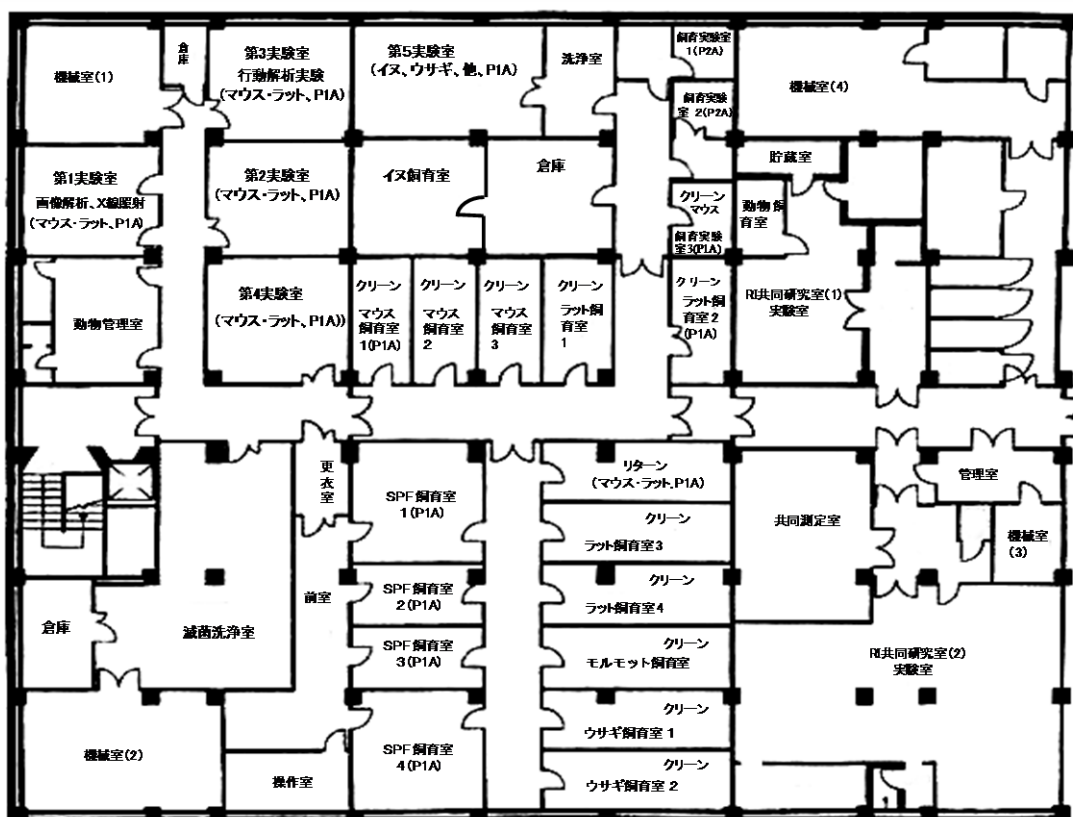 機械室(1)
倉
庫
第3実験室
行動解析実験
(マウス・ラット、P1A)
第5実験室
(イヌ、ウサギ、他、P1A)
洗浄室
飼育実験室
1(P2A)
機械室(4)
飼育実験
室 2(P2A)
第1実験室
画像解析、X線照射
(マウス・ラット、P1A)
第2実験室
(マウス・ラット、P1A)
イヌ飼育室
倉庫
貯蔵室
クリーン
マウス
飼育実験
室3(P1A)
動物飼
育室
動物管理室
第4実験室
(マウス・ラット、P1A))
クリーン
マウス
飼育室
1(P1A)
クリーン
マウス
飼育室
2
クリーン
マウス
飼育室
3
クリーン
ラット飼
育室
1
クリーン
ラット飼
育室2
(P1A)
RI共同研究室(1)
実験室
更
衣
室
SPF飼育室
1(P1A)
リターン
(マウス・ラット,P1A)
管理室
クリーン
ラット飼育室3
共同測定室
機械室
(3)
倉庫
滅菌洗浄室
前室
SPF飼育室
2(P1A)
クリーン
ラット飼育室4
SPF飼育室
3(P1A)
クリーン
モルモット飼育室
RI共同研究室(2)
実験室
機械室(2)
操作室
SPF飼育室
4(P1A)
クリーン
ウサギ飼育室 1
クリーン
ウサギ飼育室 2